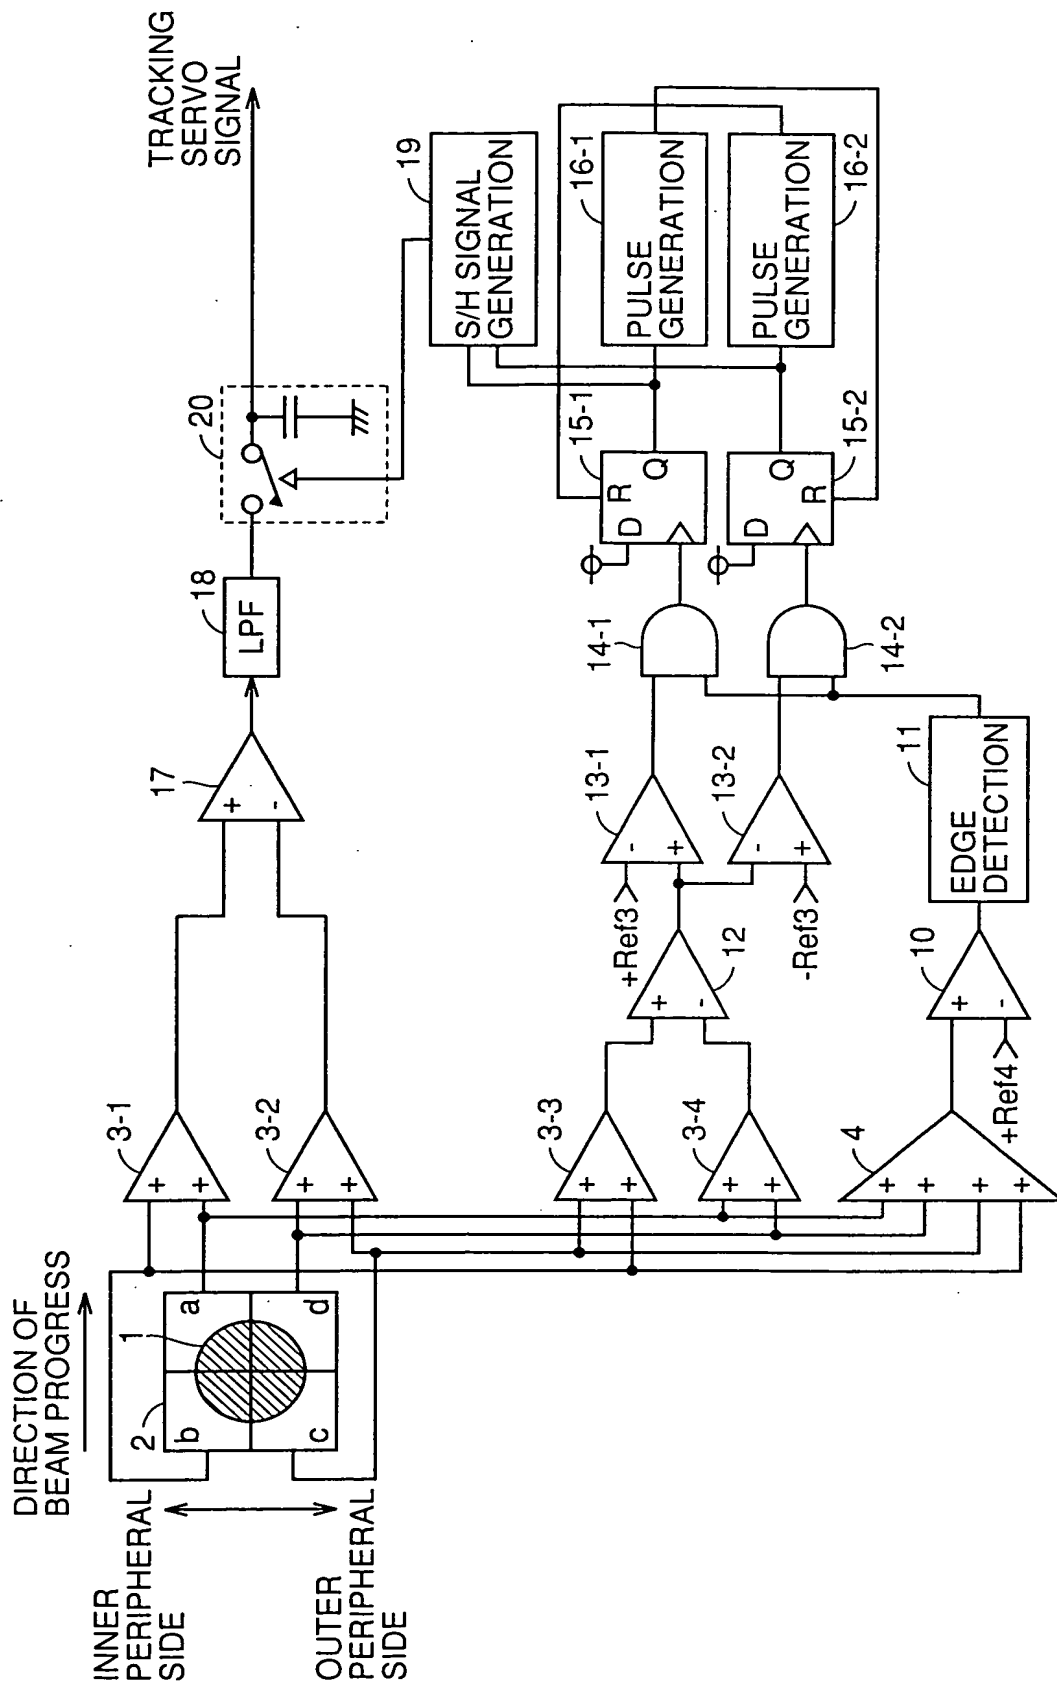 DIRECTION OF
BEAM PROGRESS
INNER
PERIPHERAL
SIDE
OUTER
PERIPHERAL
SIDE
2
1
b
a
c
d
3-1
+
+
3-2
+
+
17
+
-
18
LPF
20
TRACKING
SERVO
SIGNAL
3-3
+
+
3-4
+
+
12
+
-
+Ref3
13-1
-
+
13-2
-
+
-Ref3
14-1
14-2
15-1
D
R
Q
15-2
D
R
Q
19
S/H SIGNAL
GENERATION
16-1
PULSE
GENERATION
16-2
PULSE
GENERATION
4
+
+
+
+
10
+
-
+Ref4
11
EDGE
DETECTION